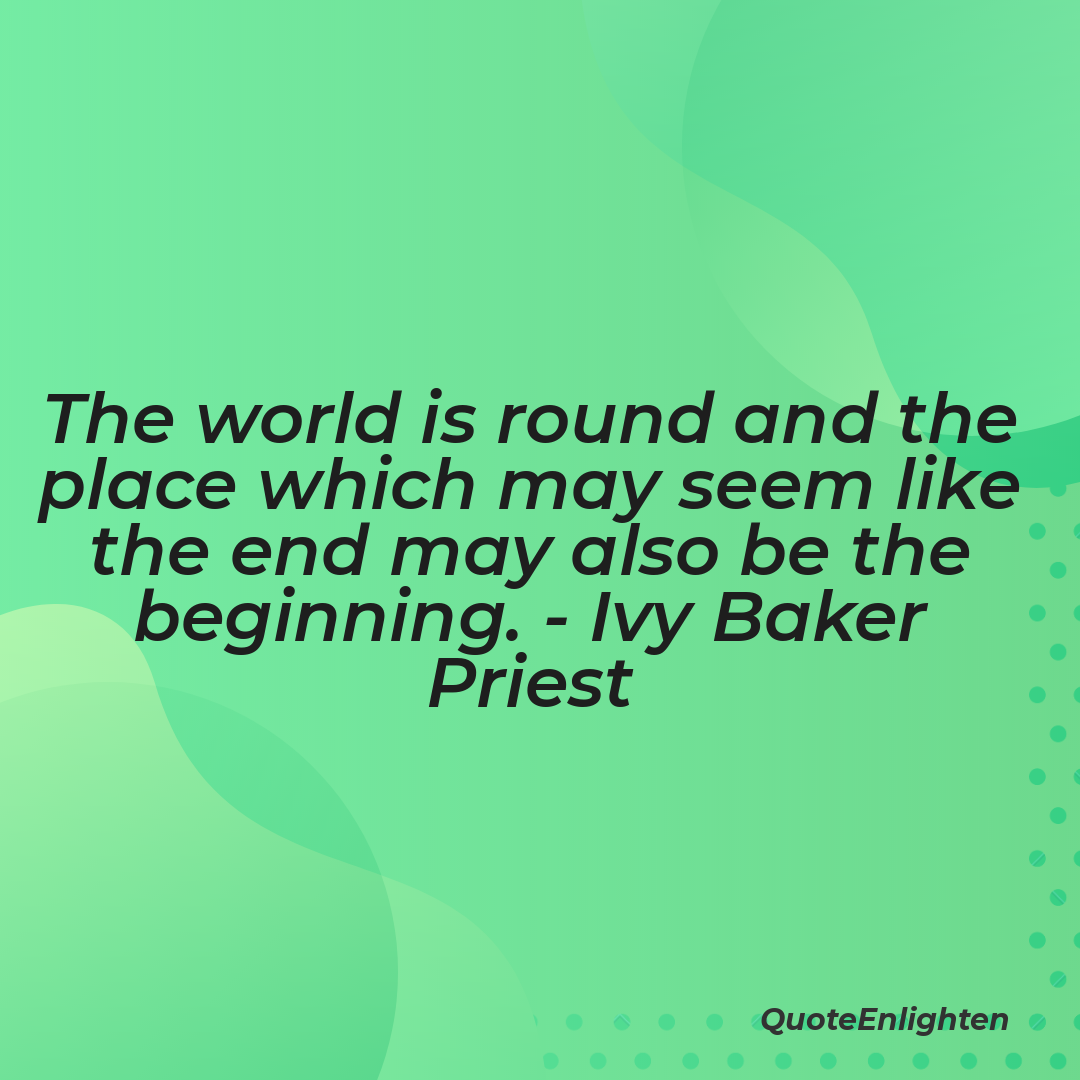 The world is round and the
place which may seem like
the end may also be the
beginning. - Ivy Baker
Priest
QuoteEnlighten